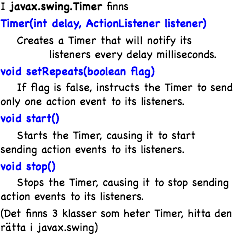 I javax.swing.Timer finns
Timer(int delay, ActionListener listener)
Creates a Timer that will notify its
listeners every delay milliseconds.
void setRepeats(boolean flag)
If flag is false, instructs the Timer to send
only one action event to its listeners.
void start()
Starts the Timer, causing it to start
sending action events to its listeners.
void stop()
Stops the Timer, causing it to stop sending
action events to its listeners.
(Det finns 3 klasser som heter Timer, hitta den
rätta i javax.swing)